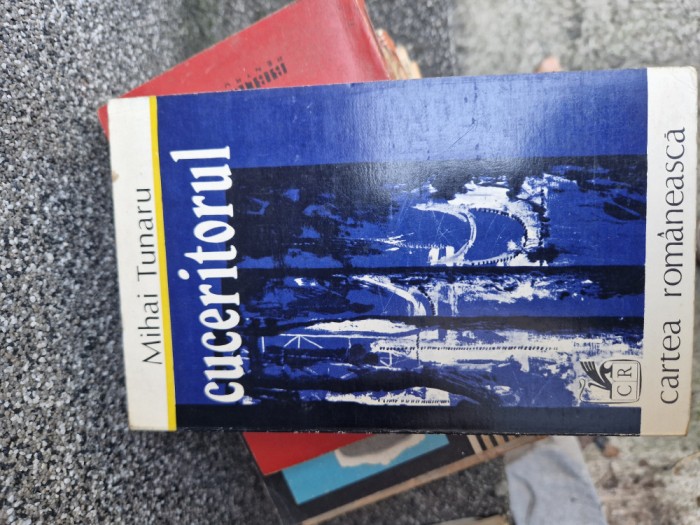 Mihai Tunaru
cuceritorul
CR
cartea românească